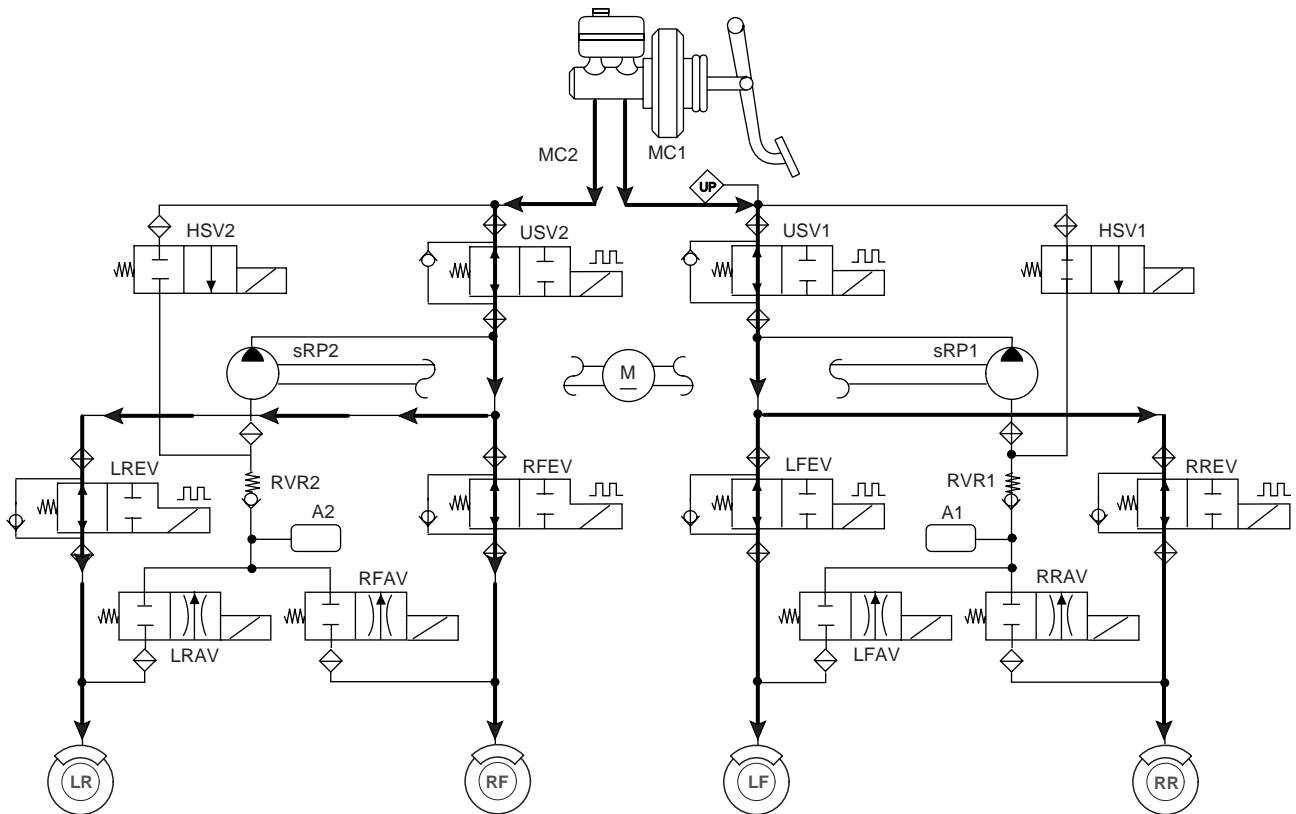 MC2
MC1
UP
HSV2
USV2
USV1
HSV1
sRP2
M
sRP1
LREV
RVR2
RFEV
LFEV
RVR1
RREV
A2
A1
RFAV
RRAV
LRAV
LFAV
LR
RF
LF
RR